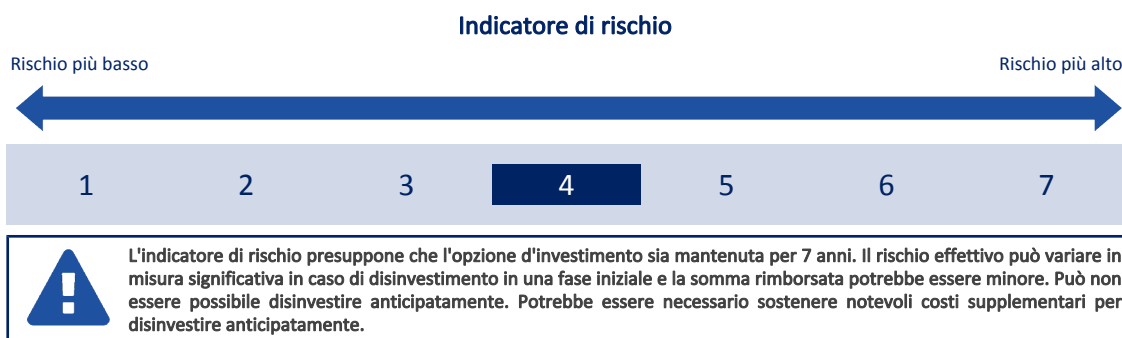 Indicatore di rischio
Rischio più basso
Rischio più alto
1 2 3 4 5 6 7
L'indicatore di rischio presuppone che l'opzione d'investimento sia mantenuta per 7 anni. Il rischio effettivo può variare in
misura significativa in caso di disinvestimento in una fase iniziale e la somma rimborsata potrebbe essere minore. Può non
essere possibile disinvestire anticipatamente. Potrebbe essere necessario sostenere notevoli costi supplementari per
disinvestire anticipatamente.